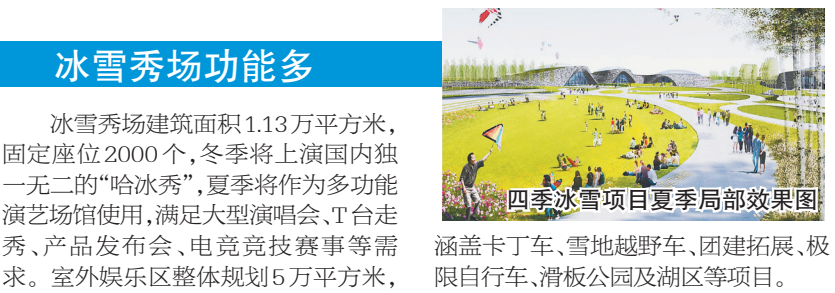 冰雪秀场功能多
冰雪秀场建筑面积1.13万平方米，
固定座位2000个，冬季将上演国内独
一无二的“哈冰秀”，夏季将作为多功能
演艺场馆使用，满足大型演唱会、T台走
秀、产品发布会、电竞竞技赛事等需
求。室外娱乐区整体规划5万平方米，
四季冰雪项目夏季局部效果图
涵盖卡丁车、雪地越野车、团建拓展、极
限自行车、滑板公园及湖区等项目。